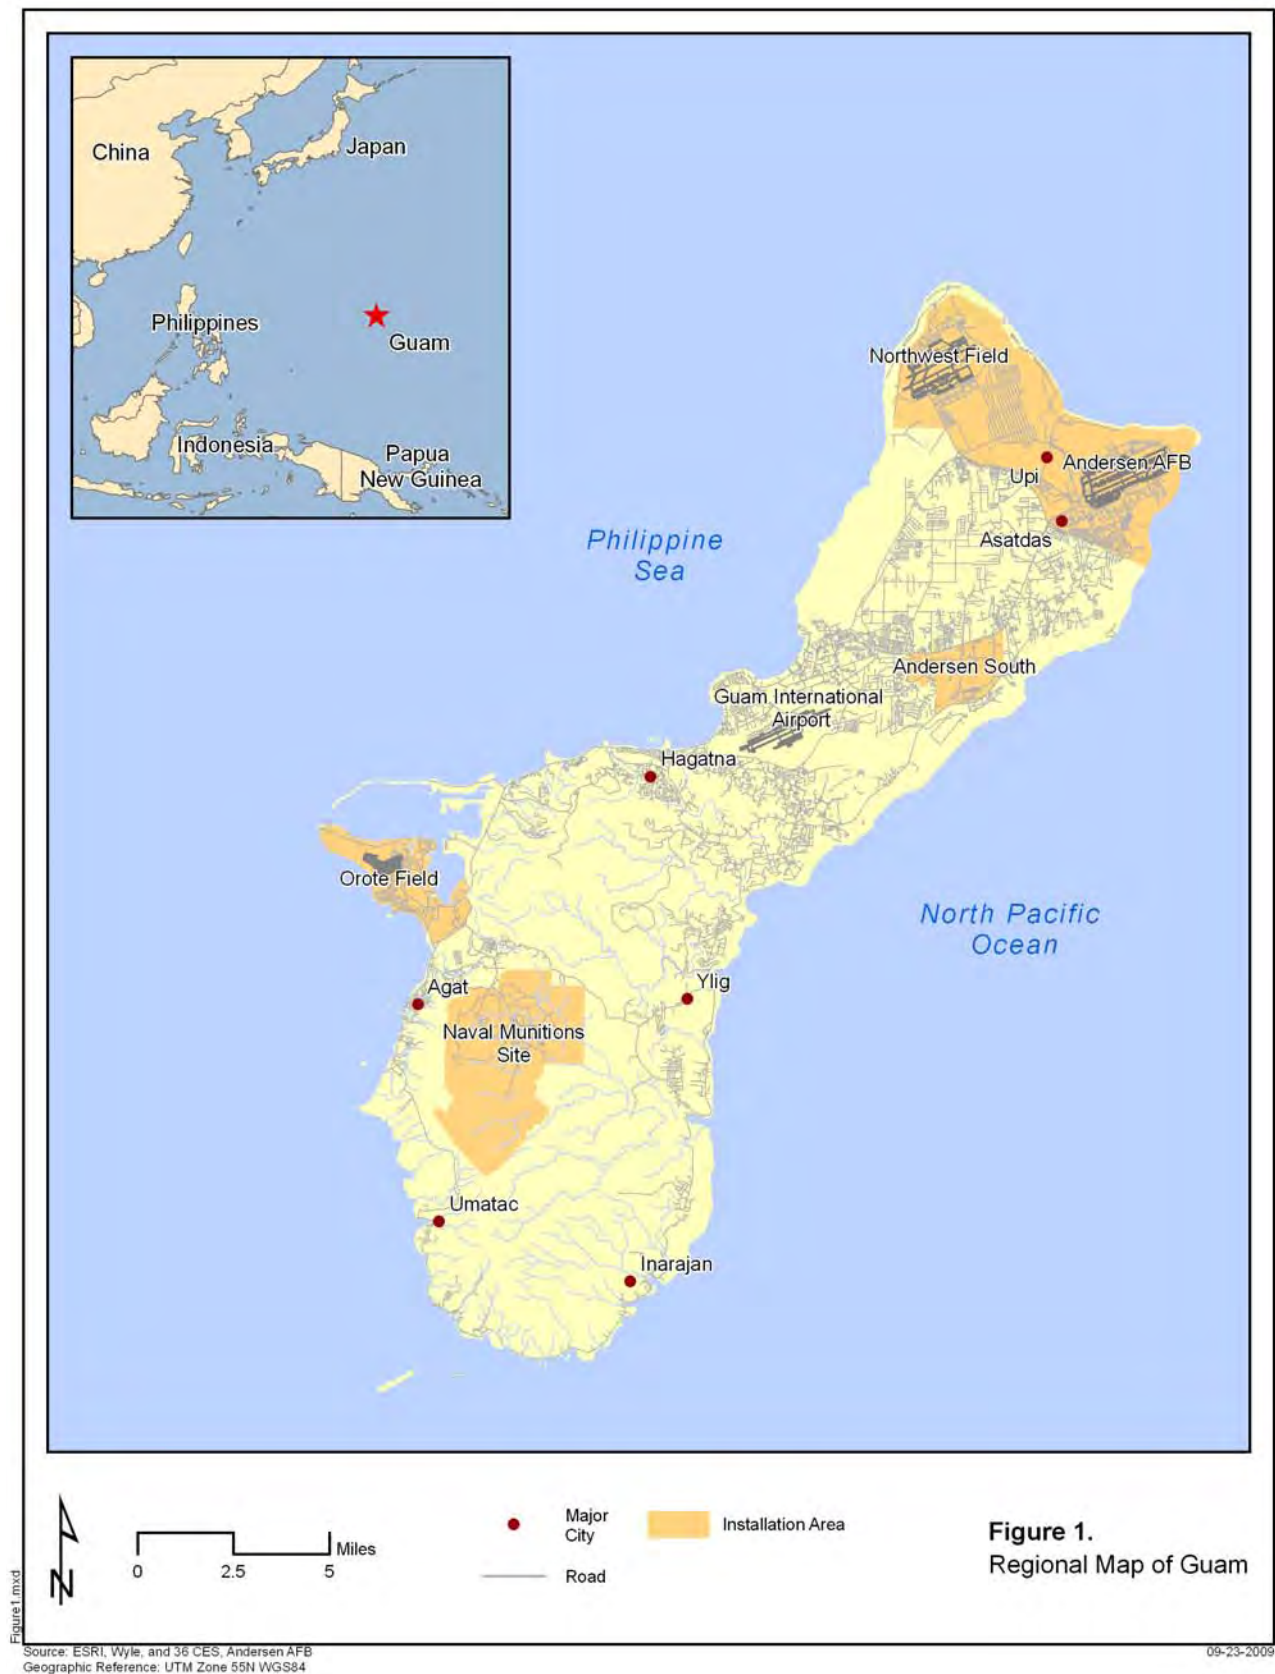 China
Japan
Philippines
Guam
Indonesia
Papua
New Guinea
Northwest Field
Andersen AFB
Upi
Asatdas
Philippine
Sea
Andersen South
Guam International
Airport
Hagatna
Orote Field
North Pacific
Ocean
Agat
Ylig
Naval Munitions
Site
Umatac
Inarajan
N
0 2.5 5
Miles
Major
City
Road
Installation Area
Figure 1.
Regional Map of Guam
Figure1.mxd
Source: ESRI, Wyle, and 36 CES, Andersen AFB
Geographic Reference: UTM Zone 55N WGS84
09-23-2009